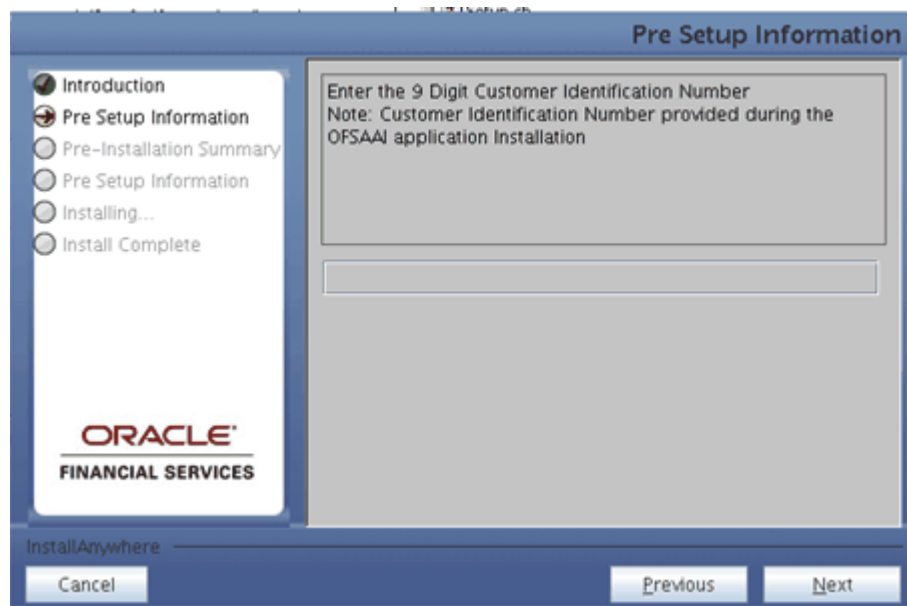 Pre Setup Information
Introduction
Pre Setup Information
Pre-Installation Summary
Pre Setup Information
Installing...
Install Complete
ORACLE
FINANCIAL SERVICES
Enter the 9 Digit Customer Identification Number
Note: Customer Identification Number provided during the
OFSAAI application Installation
InstallAnywhere
Cancel
Previous
Next